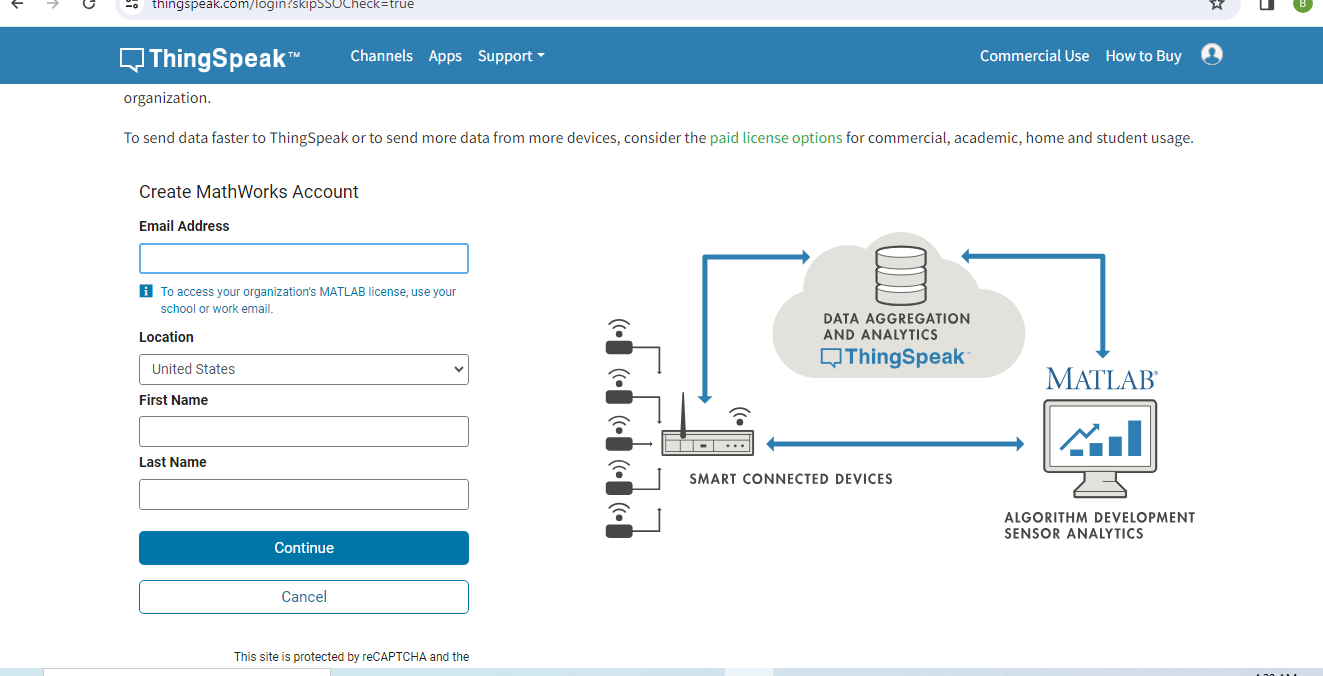 thingspeak.com/login?skipSSOCheck=true
B
ThingSpeak™
Channels Apps Support
Commercial Use How to Buy
organization.
To send data faster to ThingSpeak or to send more data from more devices, consider the paid license options for commercial, academic, home and student usage.
Create MathWorks Account
Email Address
To access your organization's MATLAB license, use your
school or work email.
Location
United States
First Name
Last Name
Continue
Cancel
This site is protected by reCAPTCHA and the
DATA AGGREGATION
AND ANALYTICS
ThingSpeak™
MATLAB®
SMART CONNECTED DEVICES
ALGORITHM DEVELOPMENT
SENSOR ANALYTICS